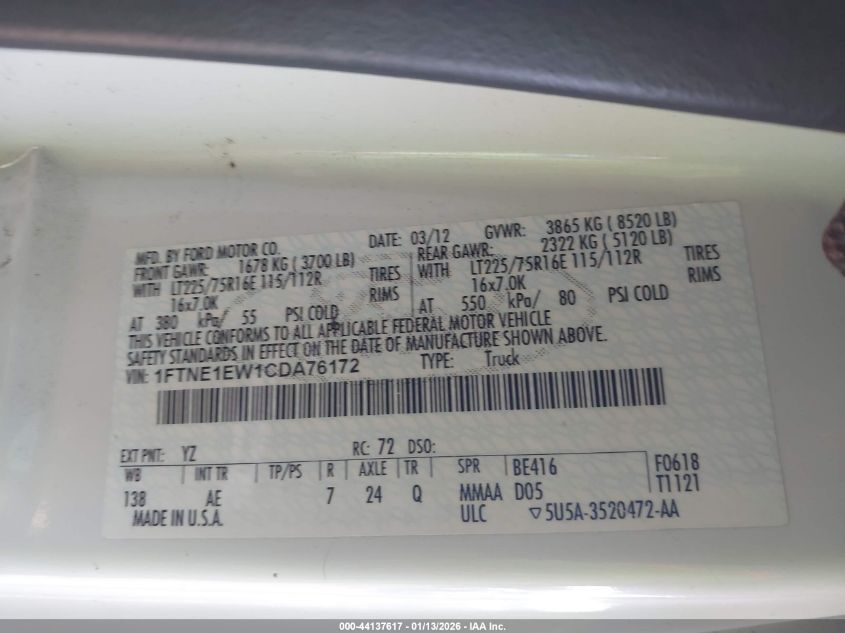 MFD. BY FORD MOTOR CO. DATE: 03/12 GVWR: 3865 KG ( 8520 LB)
FRONT GAWR: 1678 KG ( 3700 LB) REAR GAWR: 2322 KG ( 5120 LB)
WITH LT225/75R16E 115/112R TIRES WITH LT225/75R16E 115/112R TIRES
16x7.0K RIMS 16x7.0K RIMS
AT 380 kPa/ 55 PSI COLD AT 550 kPa/ 80 PSI COLD
THIS VEHICLE CONFORMS TO ALL APPLICABLE FEDERAL MOTOR VEHICLE
SAFETY STANDARDS IN EFFECT ON THE DATE OF MANUFACTURE SHOWN ABOVE.
VIN: 1FTNE1EW1CDA76172 TYPE: Truck
EXT PNT: YZ RC: 72 DSO:
WB INT TR TP/PS R AXLE TR SPR BE416 F0618
138 AE 7 24 Q MMAA D05 T1121
MADE IN U.S.A. ULC ▽5U5A-3520472-AA
000-44137617 - 01/13/2026 - IAA Inc.